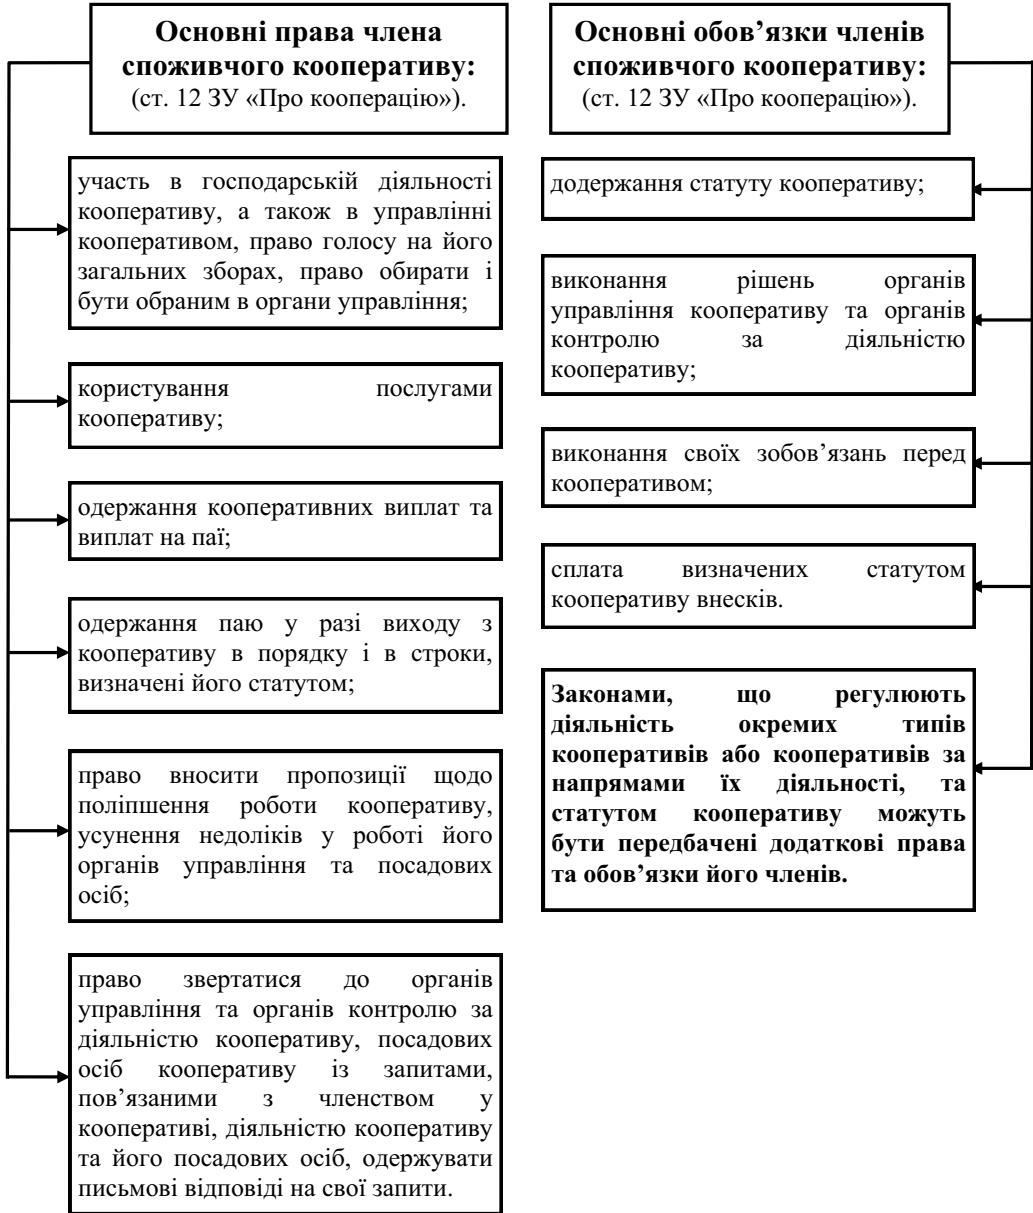 Основні права члена
споживчого кооперативу:
(ст. 12 ЗУ «Про кооперацію»).
участь в господарській діяльності
кооперативу, а також в управлінні
кооперативом, право голосу на його
загальних зборах, право обирати і
бути обраним в органи управління;
користування послугами
кооперативу;
одержання кооперативних виплат та
виплат на паї;
одержання паю у разі виходу з
кооперативу в порядку і в строки,
визначені його статутом;
право вносити пропозиції щодо
поліпшення роботи кооперативу,
усунення недоліків у роботі його
органів управління та посадових
осіб;
право звертатися до органів
управління та органів контролю за
діяльністю кооперативу, посадових
осіб кооперативу із запитами,
пов’язаними з членством у
кооперативі, діяльністю кооперативу
та його посадових осіб, одержувати
письмові відповіді на свої запити.
Основні обов’язки членів
споживчого кооперативу:
(ст. 12 ЗУ «Про кооперацію»).
додержання статуту кооперативу;
виконання рішень органів
управління кооперативу та органів
контролю за діяльністю
кооперативу;
виконання своїх зобов’язань перед
кооперативом;
сплата визначених статутом
кооперативу внесків.
Законами, що регулюють
діяльність окремих типів
кооперативів або кооперативів за
напрямами їх діяльності, та
статутом кооперативу можуть
бути передбачені додаткові права
та обов’язки його членів.